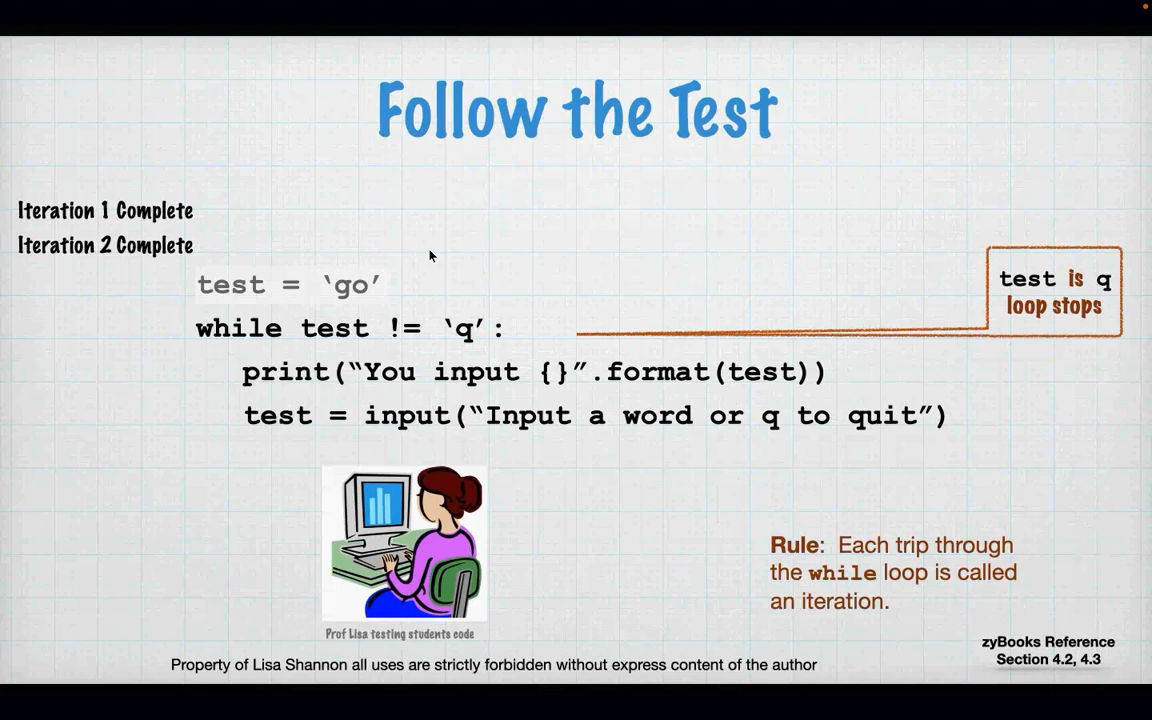 Follow the Test
Iteration 1 Complete
Iteration 2 Complete
test = ‘go’
while test != ‘q’:
print(“You input {}”.format(test))
test = input(“Input a word or q to quit”)
test is q
loop stops
Rule: Each trip through
the while loop is called
an iteration.
Prof Lisa testing students code
zyBooks Reference
Section 4.2, 4.3
Property of Lisa Shannon all uses are strictly forbidden without express content of the author